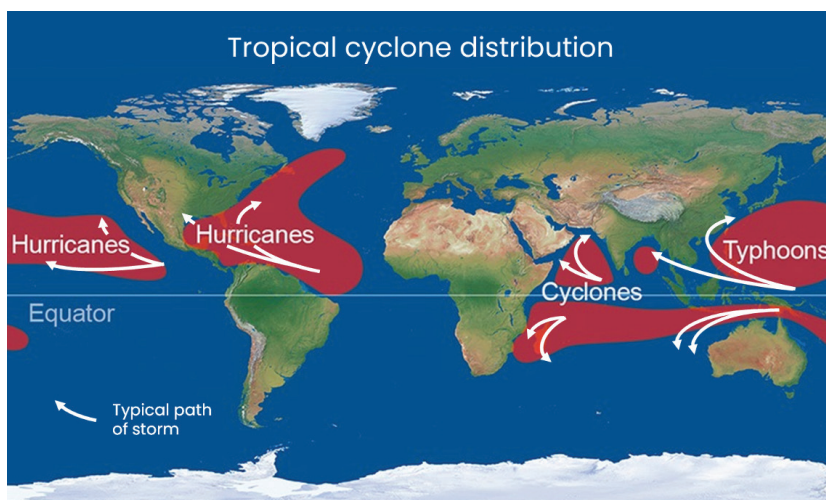 Tropical cyclone distribution
Hurricanes
Hurricanes
Typhoons
Cyclones
Equator
Typical path
of storm